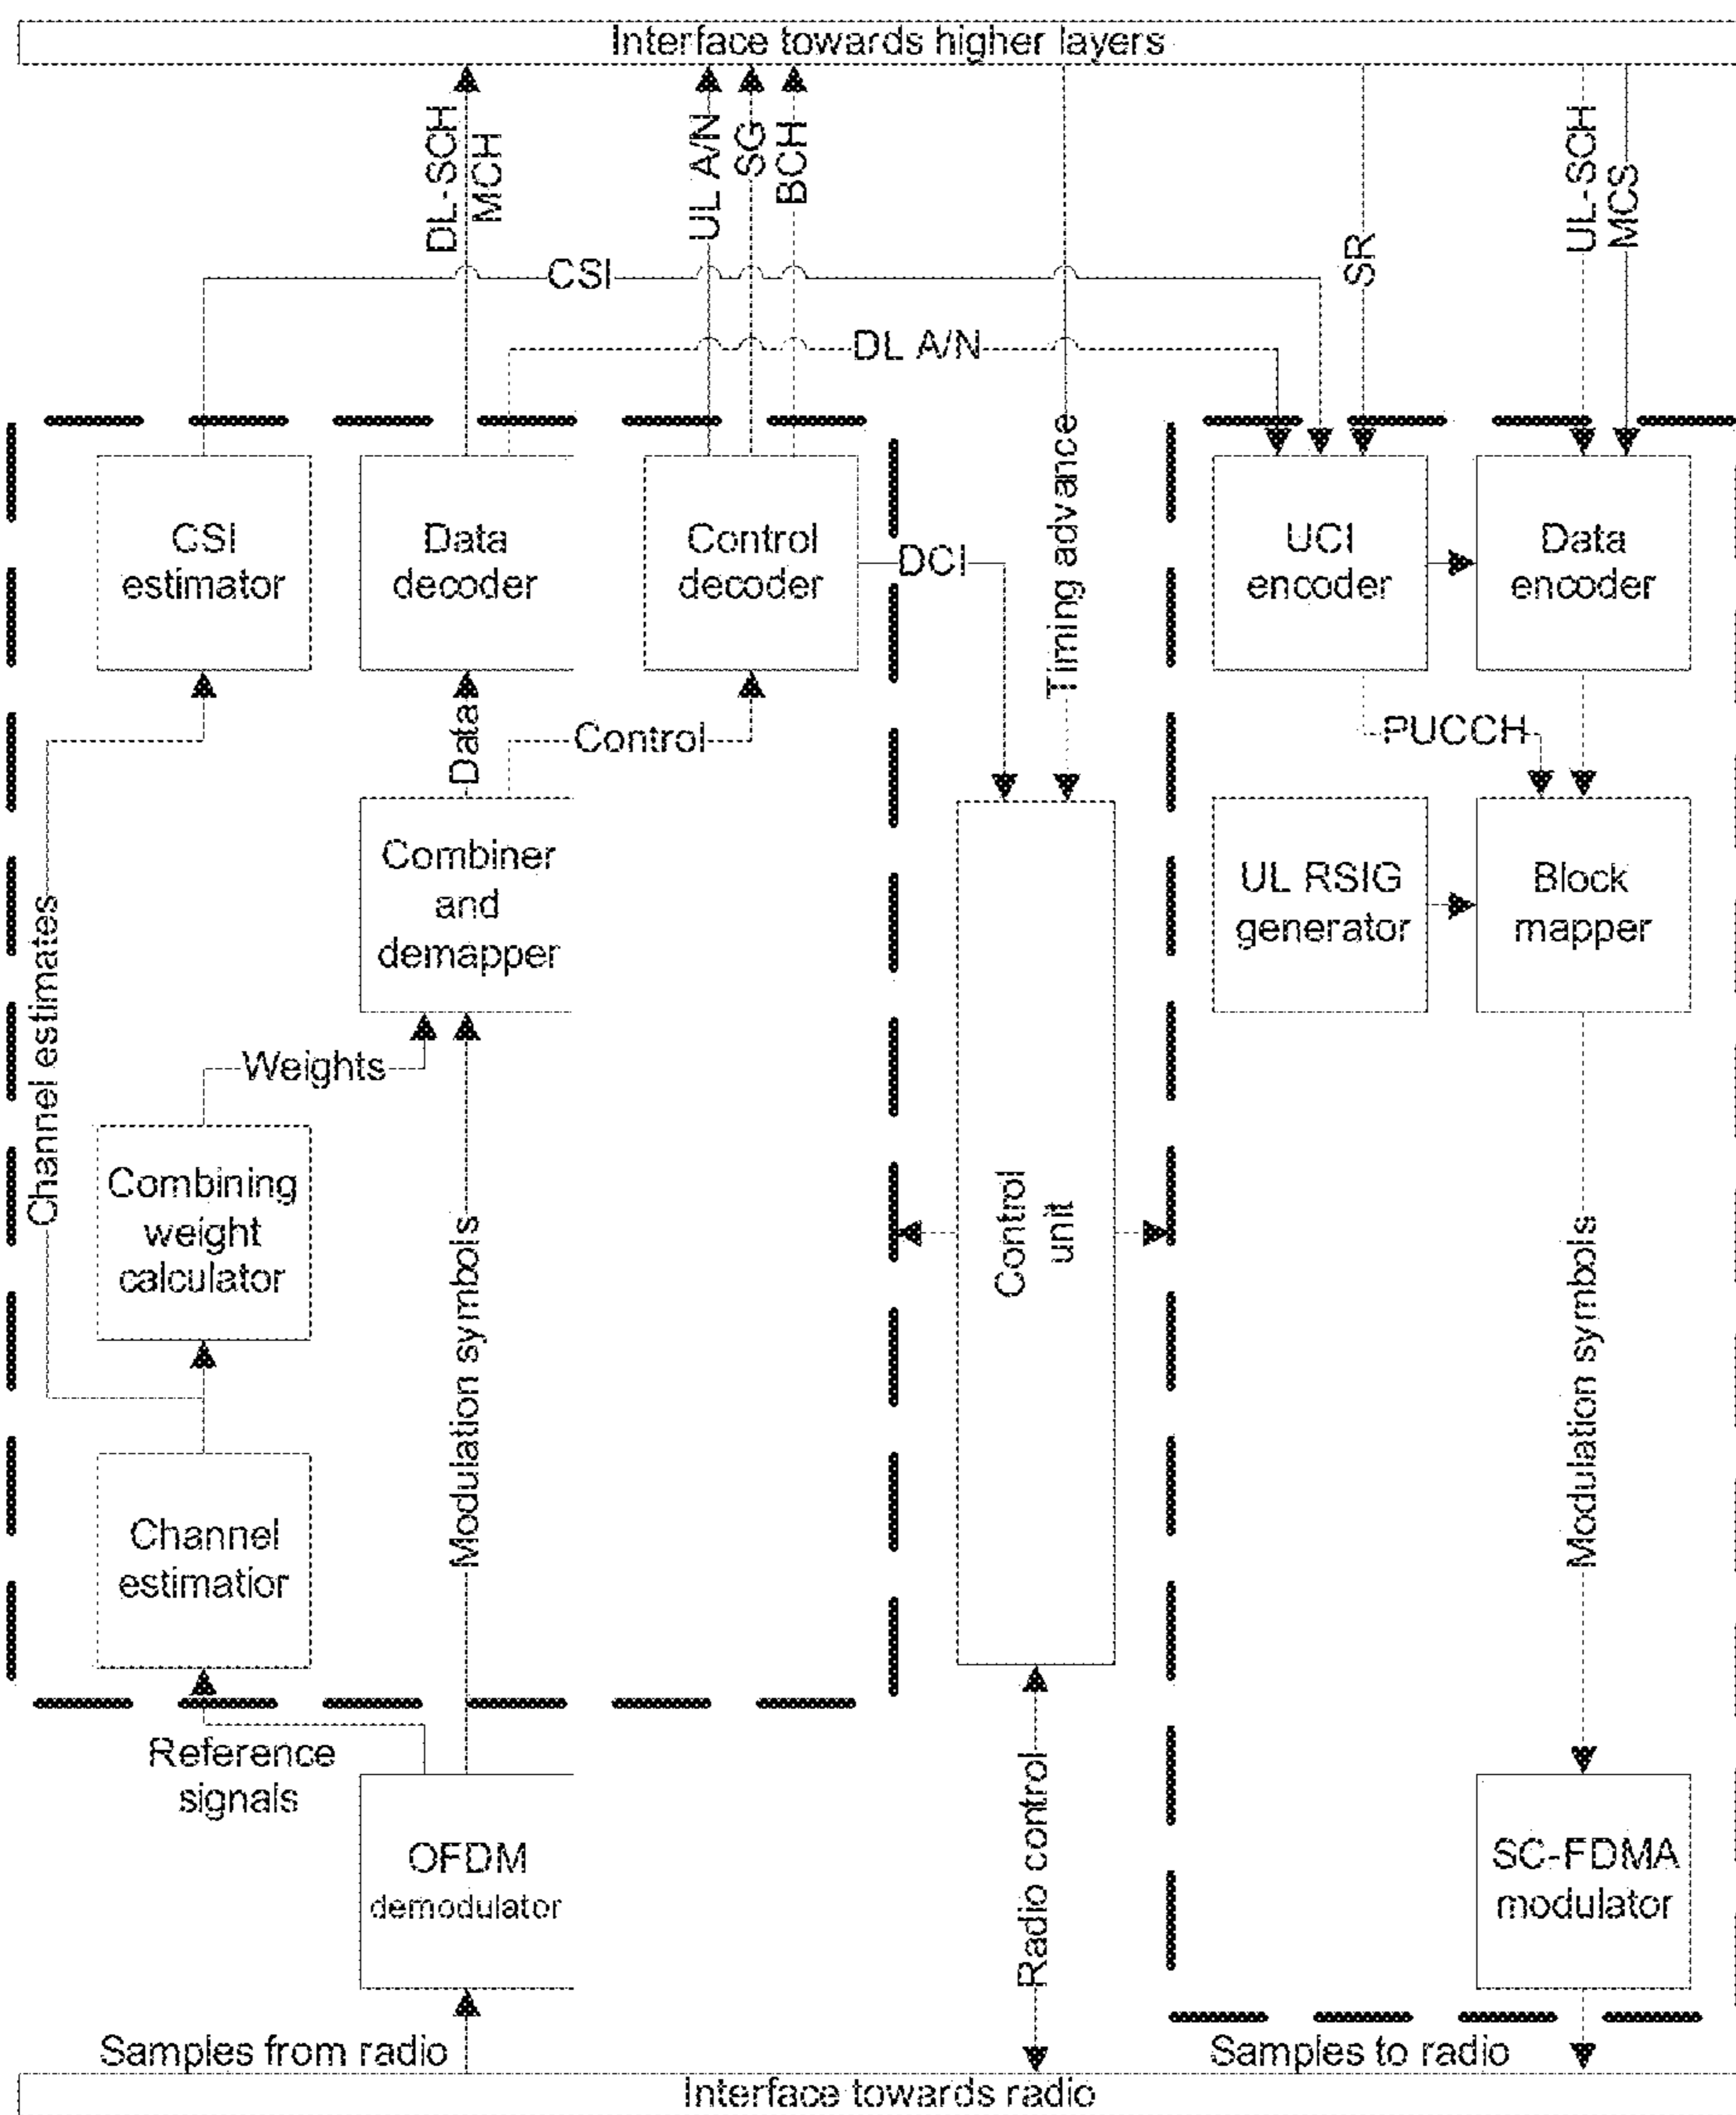 Interface towards higher layers
DL-SCH
MCH
UL A/N
SG
BCH
SR
UL-SCH
MCS
CSI
DL A/N
Timing advance
CSI
estimator
Data
decoder
Control
decoder
DCI
UCI
encoder
Data
encoder
Data
Control
PUCCH
Combiner
and
demapper
UL RSIG
generator
Block
mapper
Channel estimates
Weights
Combining
weight
calculator
Modulation symbols
Control
unit
Modulation symbols
Channel
estimatior
Reference
signals
OFDM
demodulator
Radio control
SC-FDMA
modulator
Samples from radio
Samples to radio
Interface towards radio